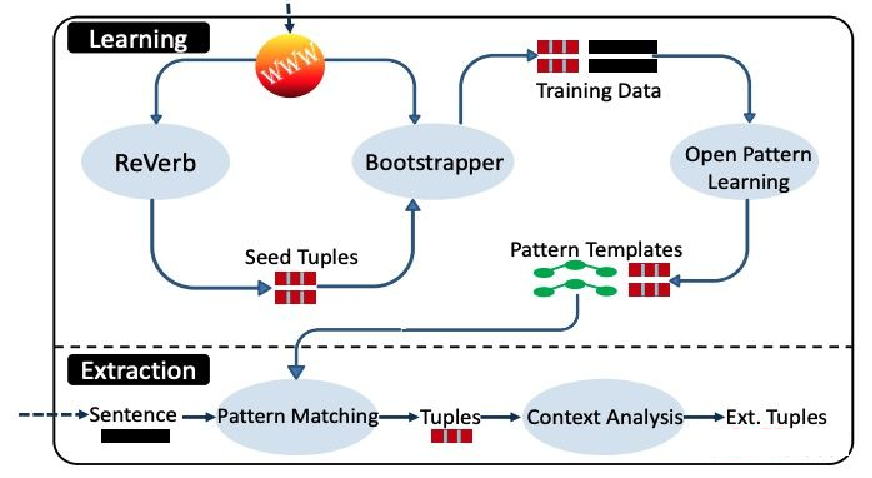 Learning
WWW
Training Data
ReVerb
Bootstrapper
Open Pattern
Learning
Seed Tuples
Pattern Templates
Extraction
Sentence
Pattern Matching
Tuples
Context Analysis
Ext. Tuples